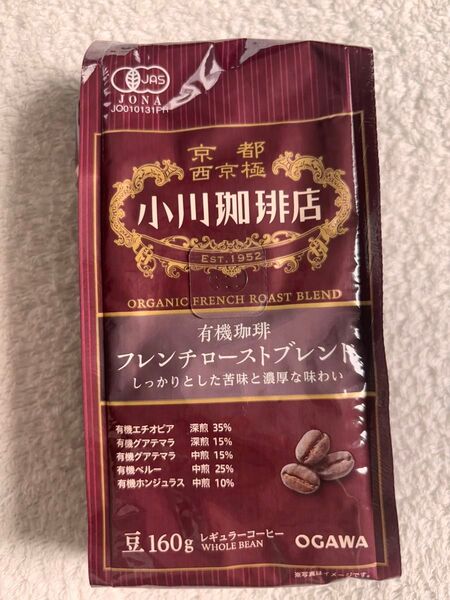 JAS
JONA
JO010131PH
京都
西京極
小川珈琲店
EST.1952
ORGANIC FRENCH ROAST BLEND
有機珈琲
フレンチローストブレンド
しっかりとした苦味と濃厚な味わい
有機エチオピア 深煎 35%
有機グアテマラ 深煎 15%
有機グアテマラ 中煎 15%
有機ペルー 中煎 25%
有機ホンジュラス 中煎 10%
豆 160g レギュラーコーヒー
WHOLE BEAN
OGAWA
※写真はイメージです。